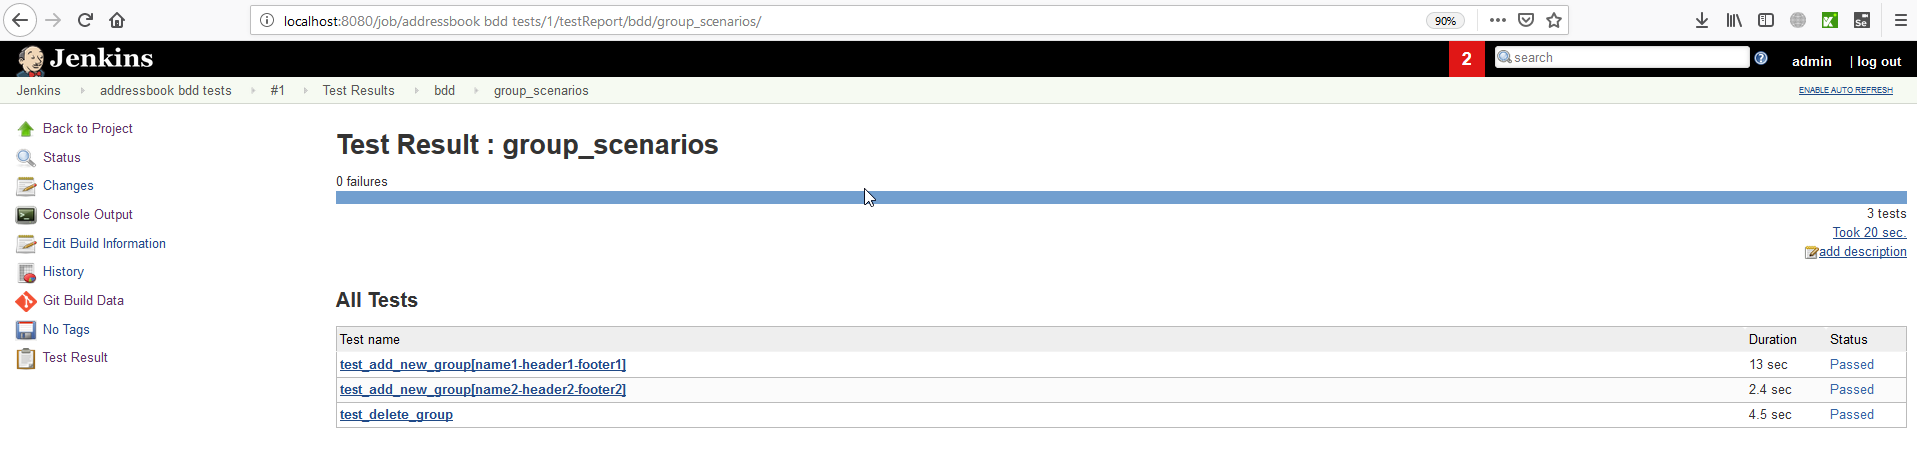 localhost:8080/job/addressbook bdd tests/1/testReport/bdd/group_scenarios/ 90%
Jenkins 2 search admin | log out
Jenkins addressbook bdd tests #1 Test Results bdd group_scenarios ENABLE AUTO REFRESH
Back to Project
Status
Changes
Console Output
Edit Build Information
History
Git Build Data
No Tags
Test Result
Test Result : group_scenarios
0 failures
3 tests
Took 20 sec.
add description
All Tests
Test name Duration Status
test_add_new_group[name1-header1-footer1] 13 sec Passed
test_add_new_group[name2-header2-footer2] 2.4 sec Passed
test_delete_group 4.5 sec Passed